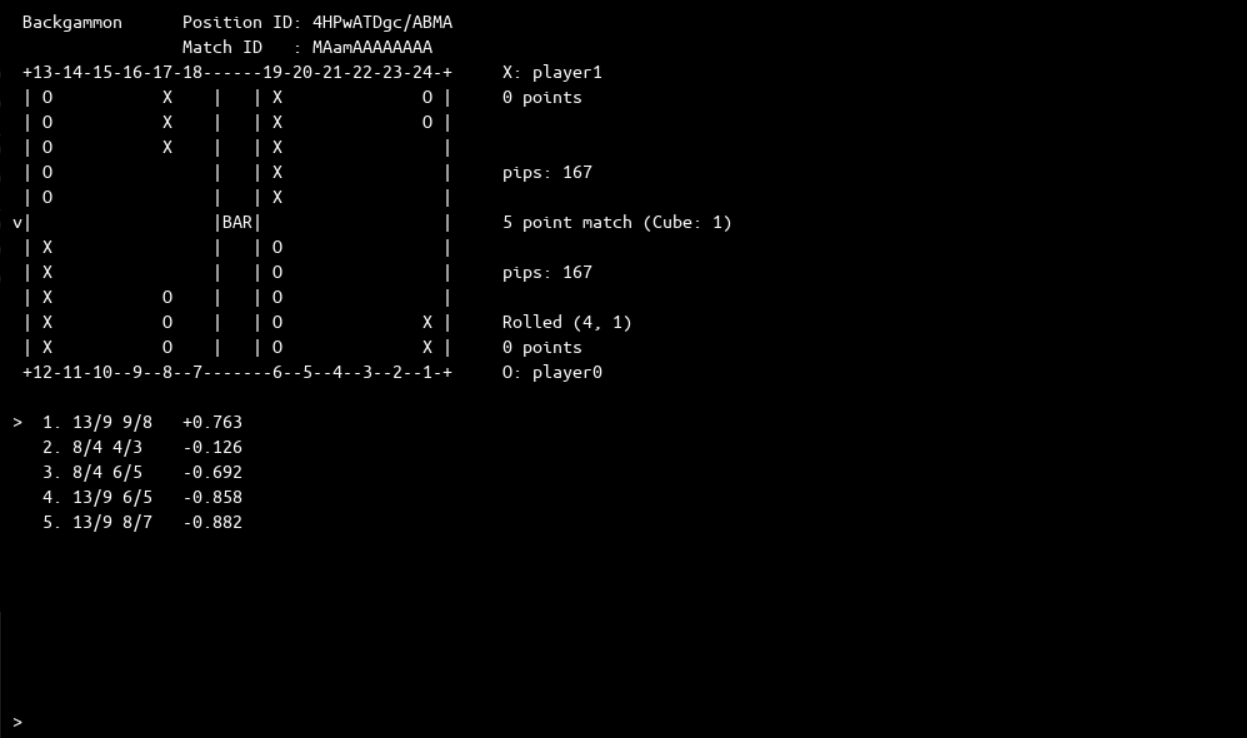 Backgammon      Position ID: 4HPwATDgc/ABMA
                Match ID   : MAamAAAAAAAA
 +13-14-15-16-17-18------19-20-21-22-23-24-+     X: player1
 | O           X    |   | X              O |     0 points
 | O           X    |   | X              O |
 | O           X    |   | X                |
 | O                |   | X                |     pips: 167
 | O                |   | X                |
v|                  |BAR|                  |     5 point match (Cube: 1)
 | X                |   | O                |
 | X                |   | O                |     pips: 167
 | X           O    |   | O                |
 | X           O    |   | O              X |     Rolled (4, 1)
 | X           O    |   | O              X |     0 points
 +12-11-10--9--8--7-------6--5--4--3--2--1-+     O: player0
>  1. 13/9 9/8   +0.763
   2. 8/4 4/3    -0.126
   3. 8/4 6/5    -0.692
   4. 13/9 6/5   -0.858
   5. 13/9 8/7   -0.882
>